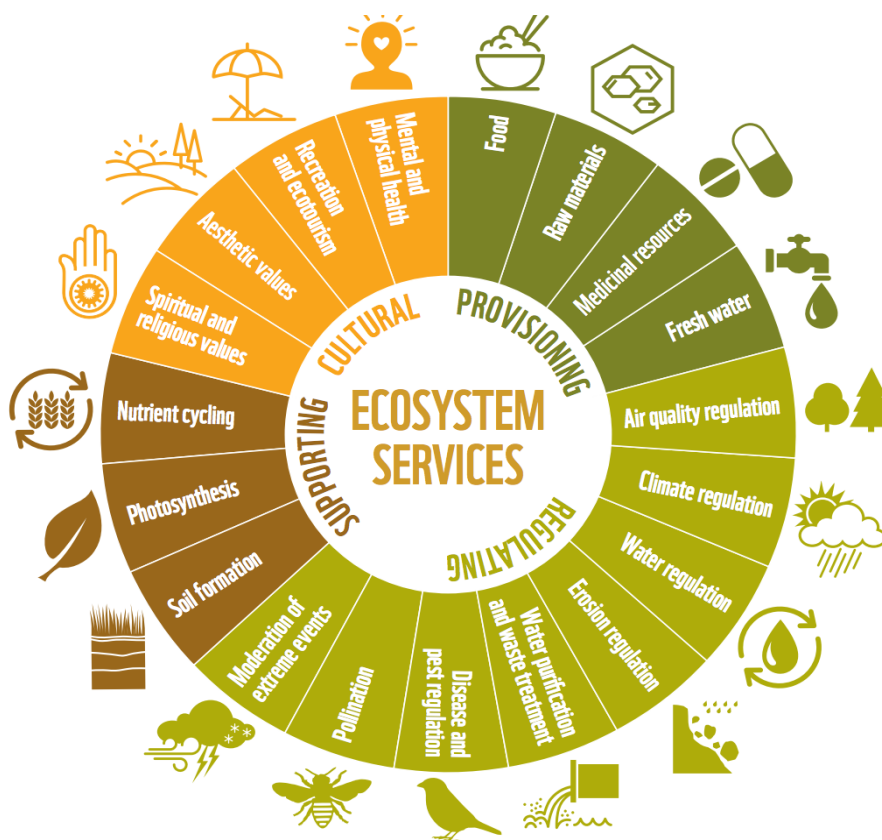 ECOSYSTEM
SERVICES
PROVISIONING
Food
Raw materials
Medicinal resources
Fresh water
REGULATING
Air quality regulation
Climate regulation
Water regulation
Erosion regulation
Water purification
and waste treatment
Disease and
pest regulation
Pollination
Moderation of
extreme events
SUPPORTING
Soil formation
Photosynthesis
Nutrient cycling
CULTURAL
Spiritual and
religious values
Aesthetic values
Recreation
and ecotourism
Mental and
physical health